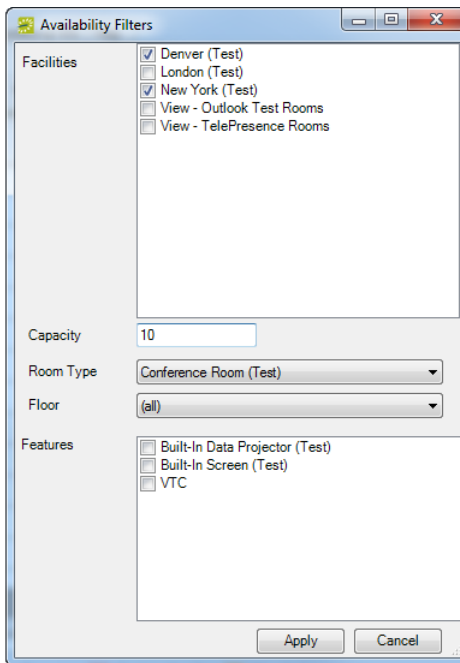 Availability Filters
Facilities
Denver (Test)
London (Test)
New York (Test)
View - Outlook Test Rooms
View - TelePresence Rooms
Capacity
10
Room Type
Conference Room (Test)
Floor
(all)
Features
Built-In Data Projector (Test)
Built-In Screen (Test)
VTC
Apply
Cancel